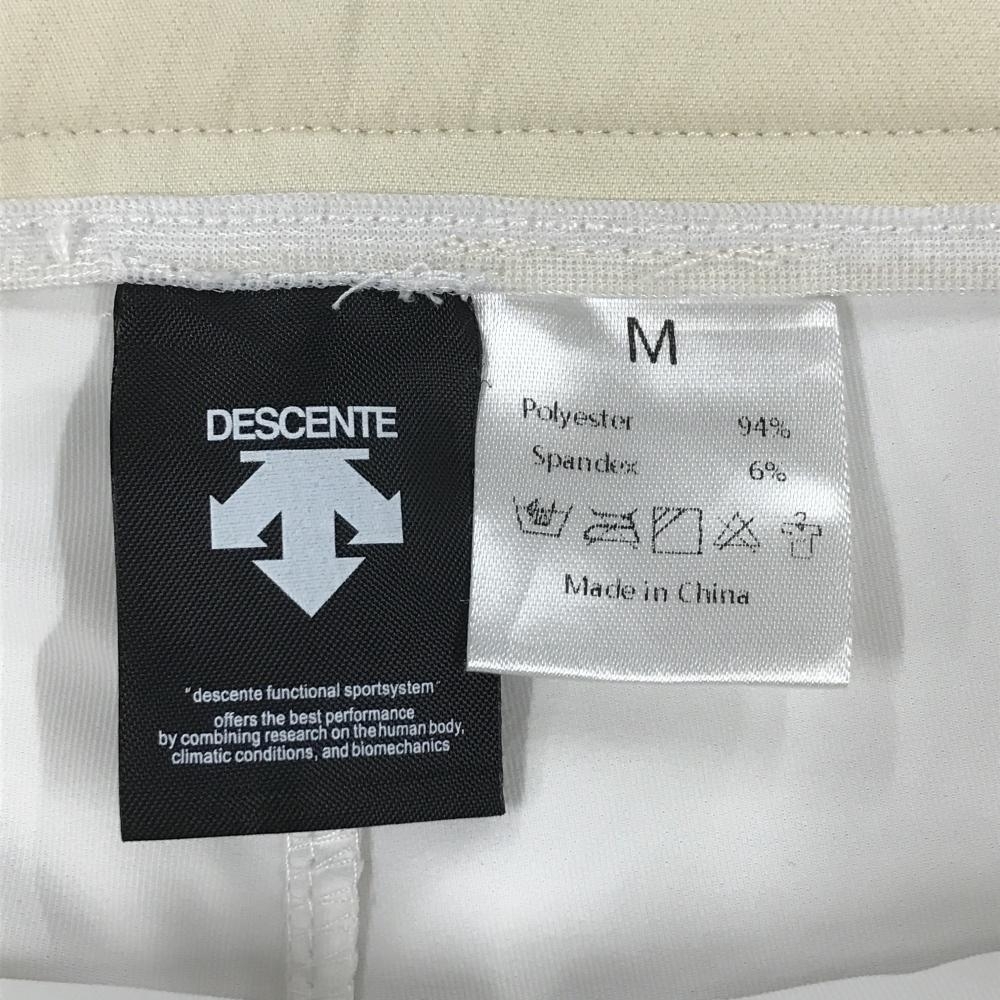 DESCENTE
"descente functional sportsystem"
offers the best performance
by combining research on the human body,
climatic conditions, and biomechanics
M
Polyester 94%
Spandex 6%
Made in China